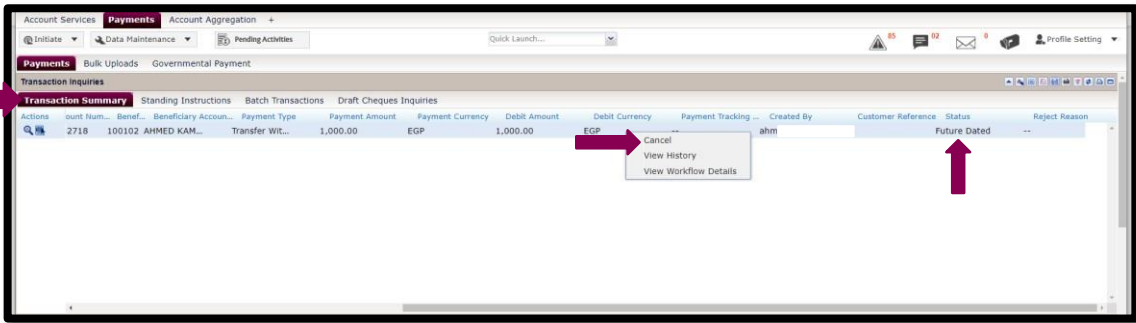 Account Services Payments Account Aggregation +
Initiate Data Maintenance Pending Activities Quick Launch... 85 02 0 Profile Setting
Payments Bulk Uploads Governmental Payment
Transaction Inquiries
Transaction Summary Standing Instructions Batch Transactions Draft Cheques Inquiries
Actions ount Num... Benef... Beneficiary Accoun... Payment Type Payment Amount Payment Currency Debit Amount Debit Currency Payment Tracking ... Created By Customer Reference Status Reject Reason
2718 100102 AHMED KAM... Transfer Wit... 1,000.00 EGP 1,000.00 EGP -- ahm Future Dated --
Cancel
View History
View Workflow Details